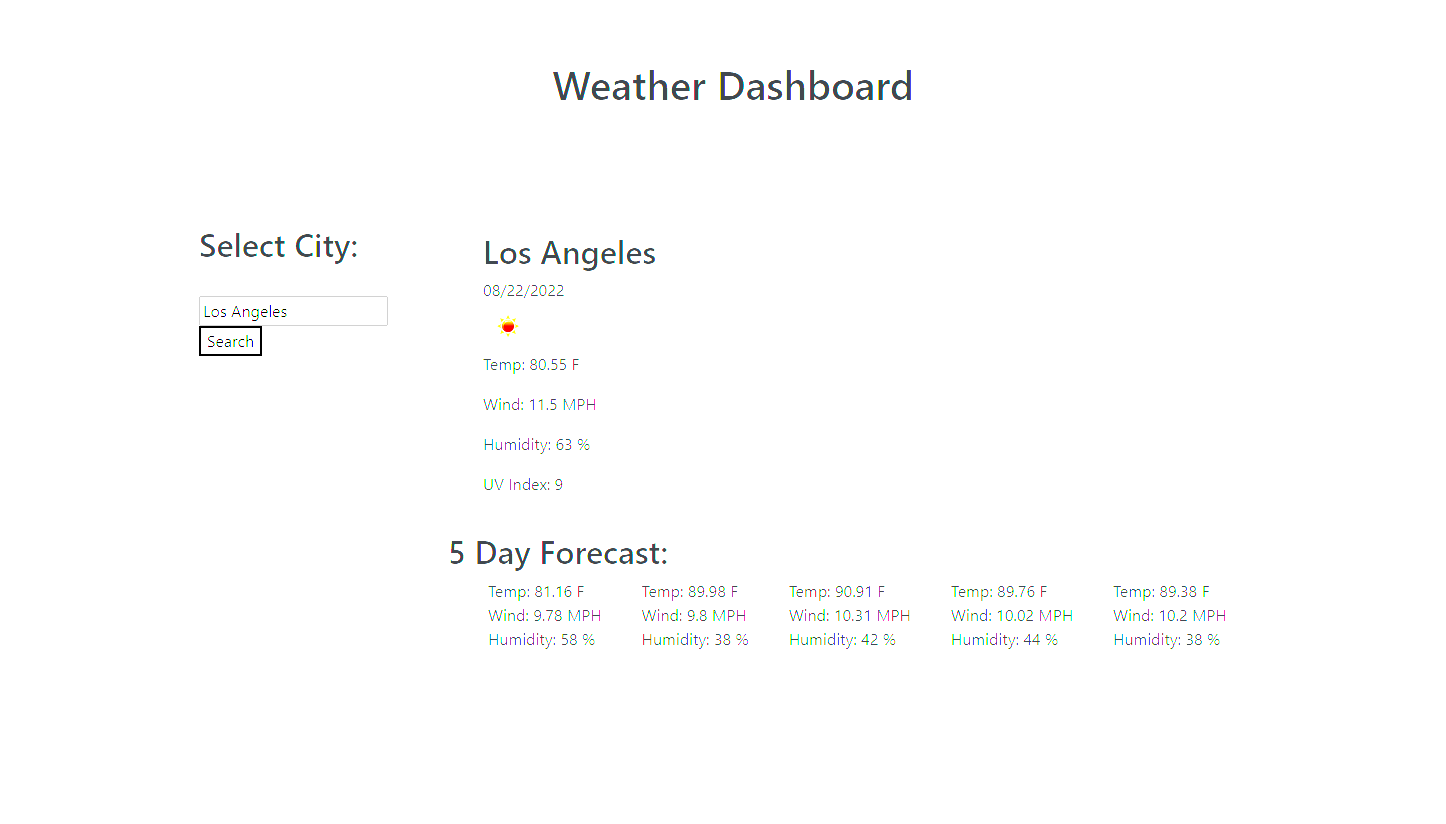 Weather Dashboard
Select City:
Los Angeles
Search
Los Angeles
08/22/2022
Temp: 80.55 F
Wind: 11.5 MPH
Humidity: 63 %
UV Index: 9
5 Day Forecast:
Temp: 81.16 F
Wind: 9.78 MPH
Humidity: 58 %
Temp: 89.98 F
Wind: 9.8 MPH
Humidity: 38 %
Temp: 90.91 F
Wind: 10.31 MPH
Humidity: 42 %
Temp: 89.76 F
Wind: 10.02 MPH
Humidity: 44 %
Temp: 89.38 F
Wind: 10.2 MPH
Humidity: 38 %